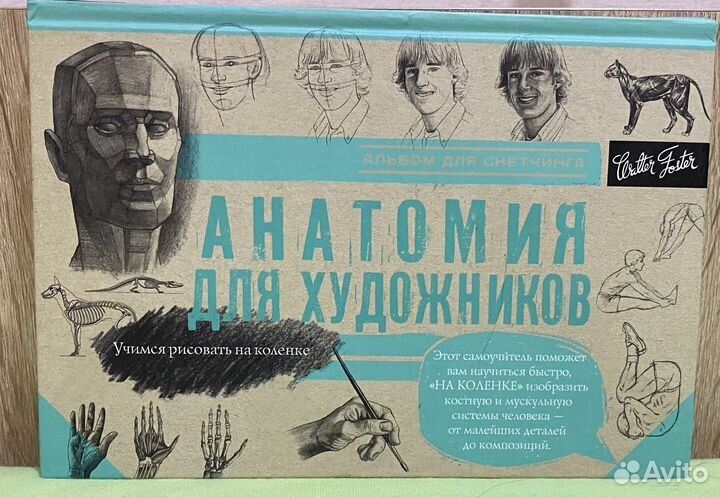 АЛЬБОМ ДЛЯ СКЕТЧИНГА
Walter Foster
АНАТОМИЯ
ДЛЯ ХУДОЖНИКОВ
Учимся рисовать на коленке
Этот самоучитель поможет
вам научиться быстро,
«НА КОЛЕНКЕ» изобразить
костную и мускульную
системы человека —
от малейших деталей
до композиций.
Avito